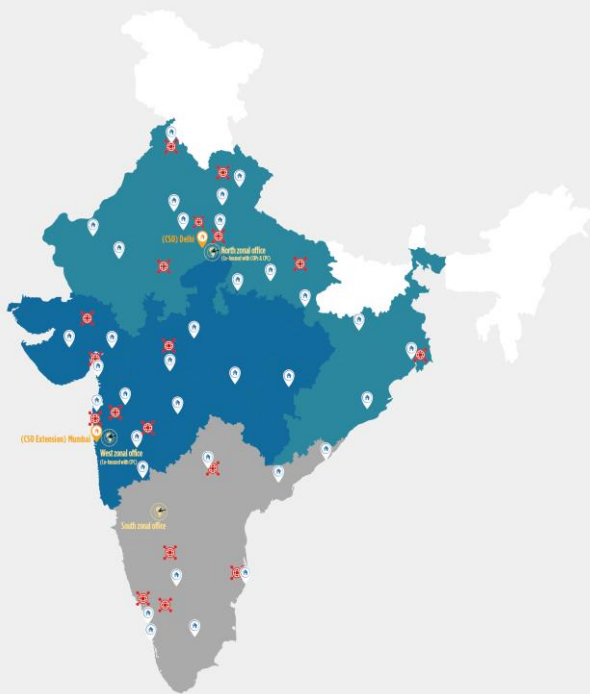 (CSO) Delhi
North zonal office
(Co-housed with COPs & CPC)
(CSO Extension) Mumbai
West zonal office
(Co-housed with CPC)
South zonal office